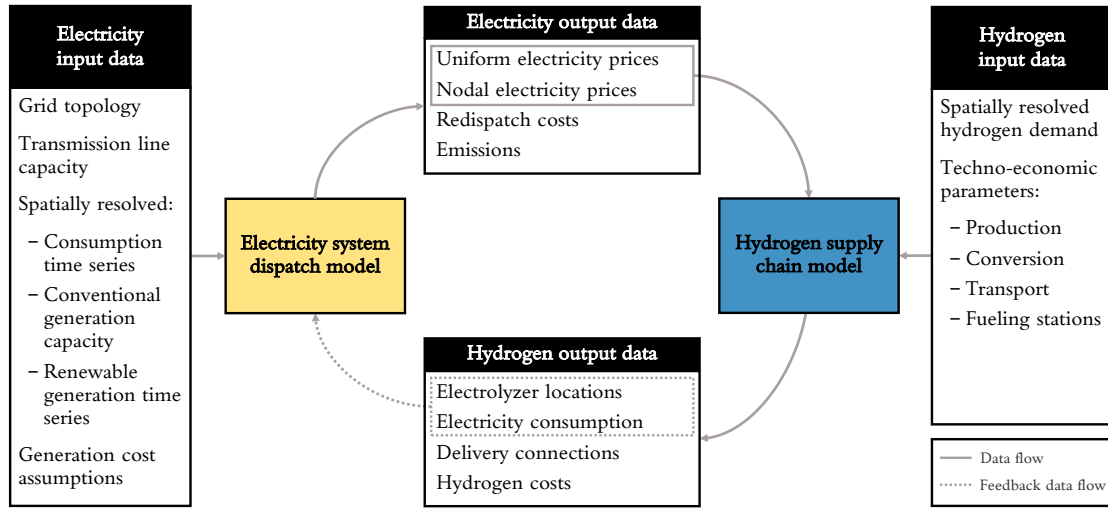 Electricity
input data
Grid topology
Transmission line
capacity
Spatially resolved:
– Consumption
time series
– Conventional
generation
capacity
– Renewable
generation time
series
Generation cost
assumptions
Electricity system
dispatch model
Electricity output data
Uniform electricity prices
Nodal electricity prices
Redispatch costs
Emissions
Hydrogen output data
Electrolyzer locations
Electricity consumption
Delivery connections
Hydrogen costs
Hydrogen supply
chain model
Hydrogen
input data
Spatially resolved
hydrogen demand
Techno-economic
parameters:
– Production
– Conversion
– Transport
– Fueling stations
Data flow
Feedback data flow